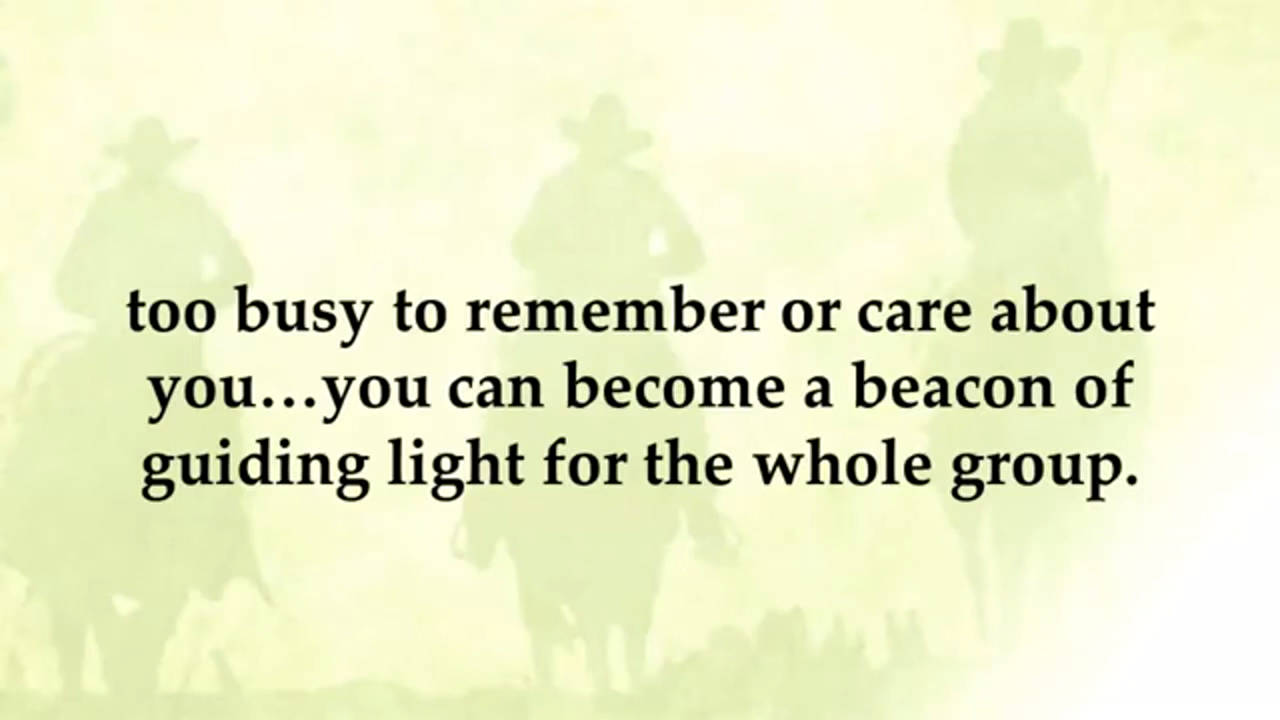 too busy to remember or care about
you...you can become a beacon of
guiding light for the whole group.